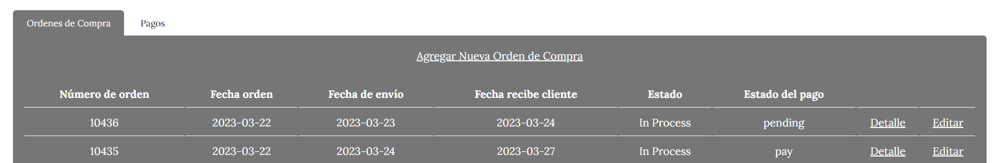 Ordenes de Compra Pagos
Agregar Nueva Orden de Compra
Número de orden Fecha orden Fecha de envío Fecha recibe cliente Estado Estado del pago
10436 2023-03-22 2023-03-23 2023-03-24 In Process pending Detalle Editar
10435 2023-03-22 2023-03-24 2023-03-27 In Process pay Detalle Editar